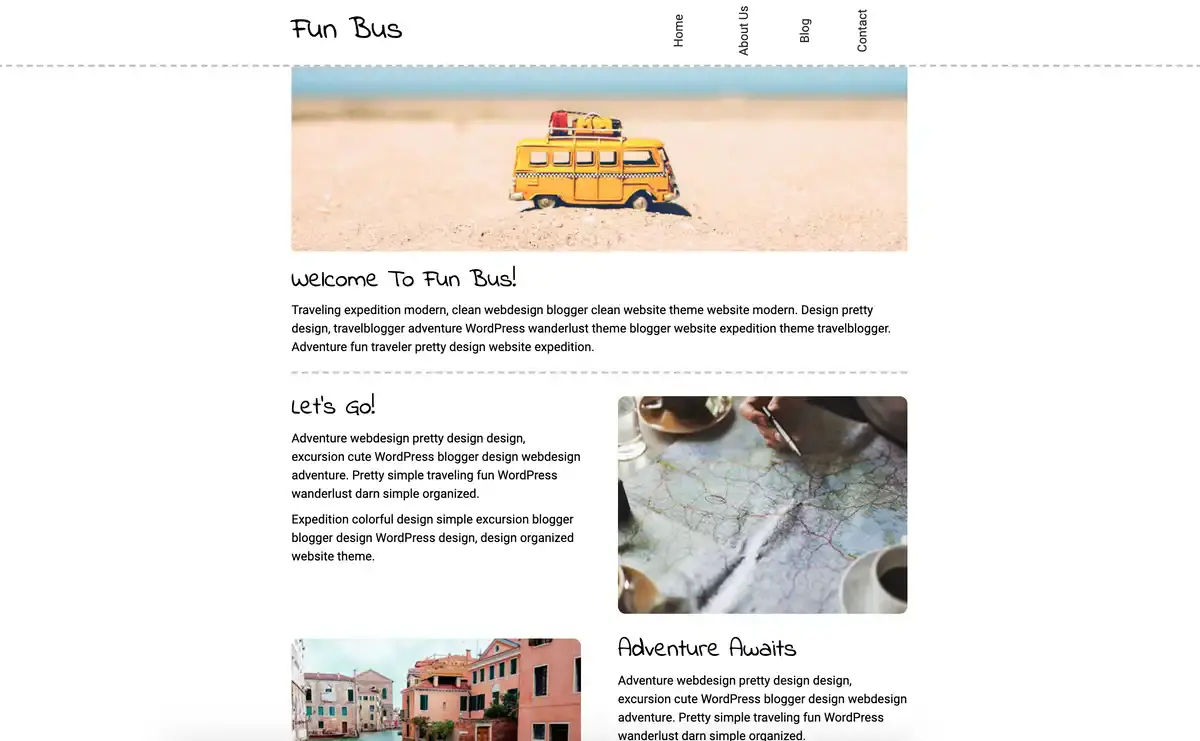 Fun Bus
Home
About Us
Blog
Contact
Welcome To Fun Bus!
Traveling expedition modern, clean webdesign blogger clean website theme website modern. Design pretty
design, travelblogger adventure WordPress wanderlust theme blogger website expedition theme travelblogger.
Adventure fun traveler pretty design website expedition.
Let's Go!
Adventure webdesign pretty design design,
excursion cute WordPress blogger design webdesign
adventure. Pretty simple traveling fun WordPress
wanderlust darn simple organized.
Expedition colorful design simple excursion blogger
blogger design WordPress design, design organized
website theme.
Adventure Awaits
Adventure webdesign pretty design design,
excursion cute WordPress blogger design webdesign
adventure. Pretty simple traveling fun WordPress
wanderlust darn simple organized.